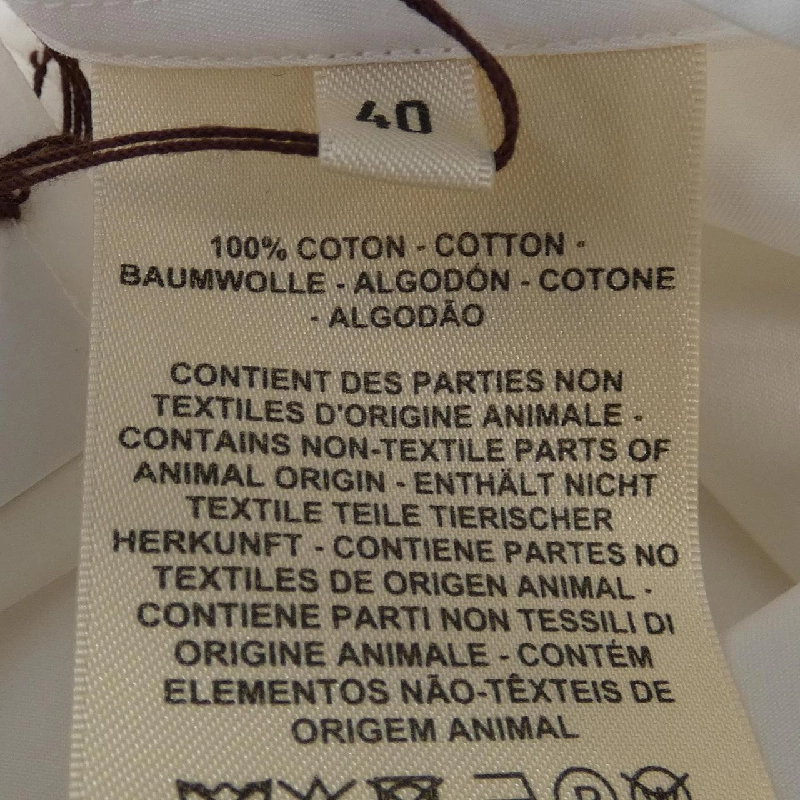 40
100% COTON - COTTON -
BAUMWOLLE - ALGODÓN - COTONE
- ALGODÃO
CONTIENT DES PARTIES NON
TEXTILES D'ORIGINE ANIMALE -
CONTAINS NON-TEXTILE PARTS OF
ANIMAL ORIGIN - ENTHÄLT NICHT
TEXTILE TEILE TIERISCHER
HERKUNFT - CONTIENE PARTES NO
TEXTILES DE ORIGEN ANIMAL -
CONTIENE PARTI NON TESSILI DI
ORIGINE ANIMALE - CONTÉM
ELEMENTOS NÃO-TÊXTEIS DE
ORIGEM ANIMAL